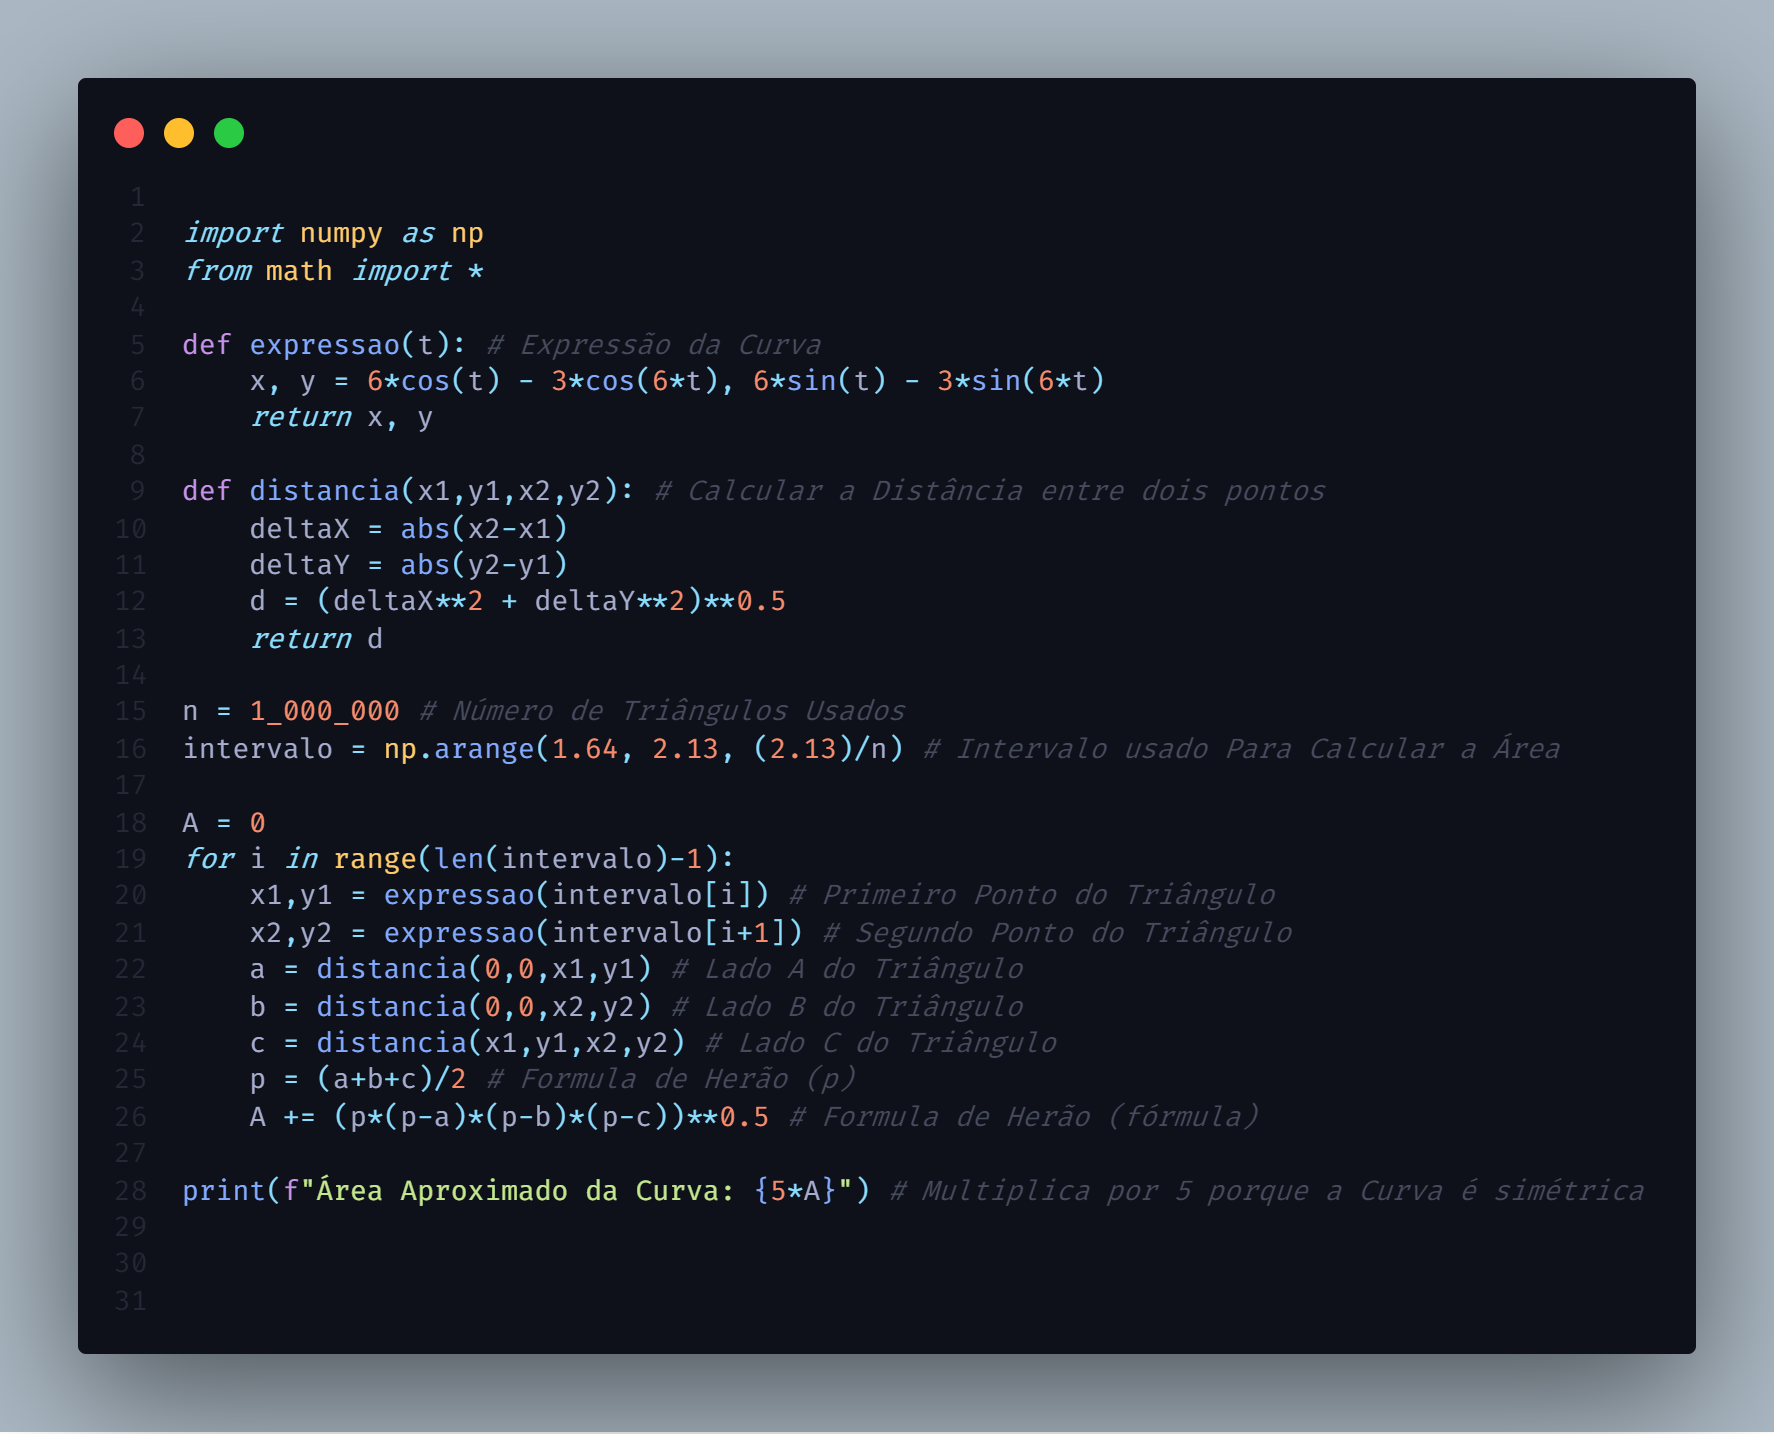 1
2 import numpy as np
3 from math import *
4
5 def expressao(t): # Expressão da Curva
6     x, y = 6*cos(t) - 3*cos(6*t), 6*sin(t) - 3*sin(6*t)
7     return x, y
8
9 def distancia(x1,y1,x2,y2): # Calcular a Distância entre dois pontos
10     deltaX = abs(x2-x1)
11     deltaY = abs(y2-y1)
12     d = (deltaX**2 + deltaY**2)**0.5
13     return d
14
15 n = 1_000_000 # Número de Triângulos Usados
16 intervalo = np.arange(1.64, 2.13, (2.13)/n) # Intervalo usado Para Calcular a Área
17
18 A = 0
19 for i in range(len(intervalo)-1):
20     x1,y1 = expressao(intervalo[i]) # Primeiro Ponto do Triângulo
21     x2,y2 = expressao(intervalo[i+1]) # Segundo Ponto do Triângulo
22     a = distancia(0,0,x1,y1) # Lado A do Triângulo
23     b = distancia(0,0,x2,y2) # Lado B do Triângulo
24     c = distancia(x1,y1,x2,y2) # Lado C do Triângulo
25     p = (a+b+c)/2 # Formula de Herão (p)
26     A += (p*(p-a)*(p-b)*(p-c))**0.5 # Formula de Herão (fórmula)
27
28 print(f"Área Aproximado da Curva: {5*A}") # Multiplica por 5 porque a Curva é simétrica
29
30
31